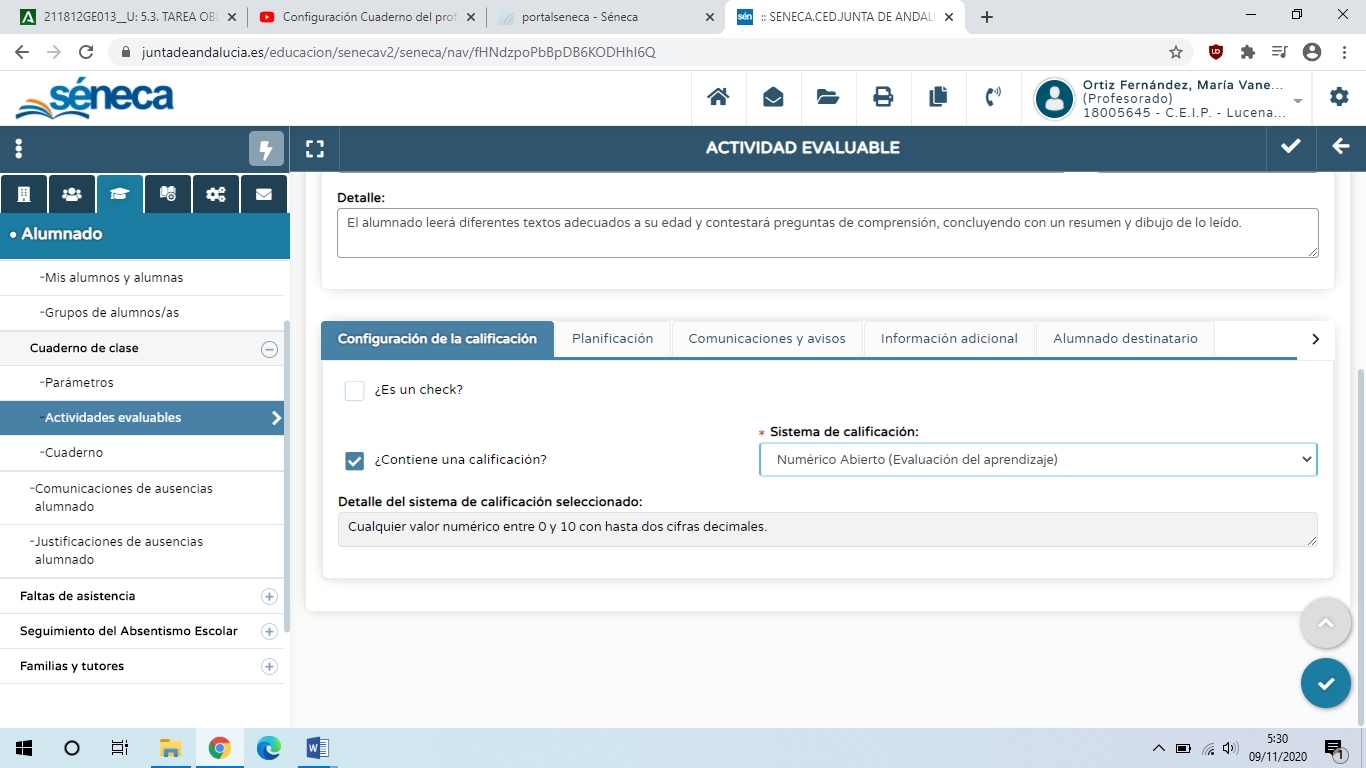 211812GE013__U: 5.3. TAREA OB
Configuración Cuaderno del prof
portalseneca - Séneca
sén :: SENECA.CEDJUNTA DE ANDAL
juntadeandalucia.es/educacion/senecav2/seneca/nav/fHNdzpoPbBpDB6KODHhI6Q
séneca
Ortiz Fernández, María Vane...
(Profesorado)
18005645 - C.E.I.P. - Lucena...
ACTIVIDAD EVALUABLE
• Alumnado
-Mis alumnos y alumnas
-Grupos de alumnos/as
Cuaderno de clase
-Parámetros
-Actividades evaluables
-Cuaderno
-Comunicaciones de ausencias
alumnado
-Justificaciones de ausencias
alumnado
Faltas de asistencia
Seguimiento del Absentismo Escolar
Familias y tutores
Detalle:
El alumnado leerá diferentes textos adecuados a su edad y contestará preguntas de comprensión, concluyendo con un resumen y dibujo de lo leído.
Configuración de la calificación
Planificación
Comunicaciones y avisos
Información adicional
Alumnado destinatario
¿Es un check?
* Sistema de calificación:
¿Contiene una calificación?
Numérico Abierto (Evaluación del aprendizaje)
Detalle del sistema de calificación seleccionado:
Cualquier valor numérico entre 0 y 10 con hasta dos cifras decimales.
5:30
09/11/2020
1